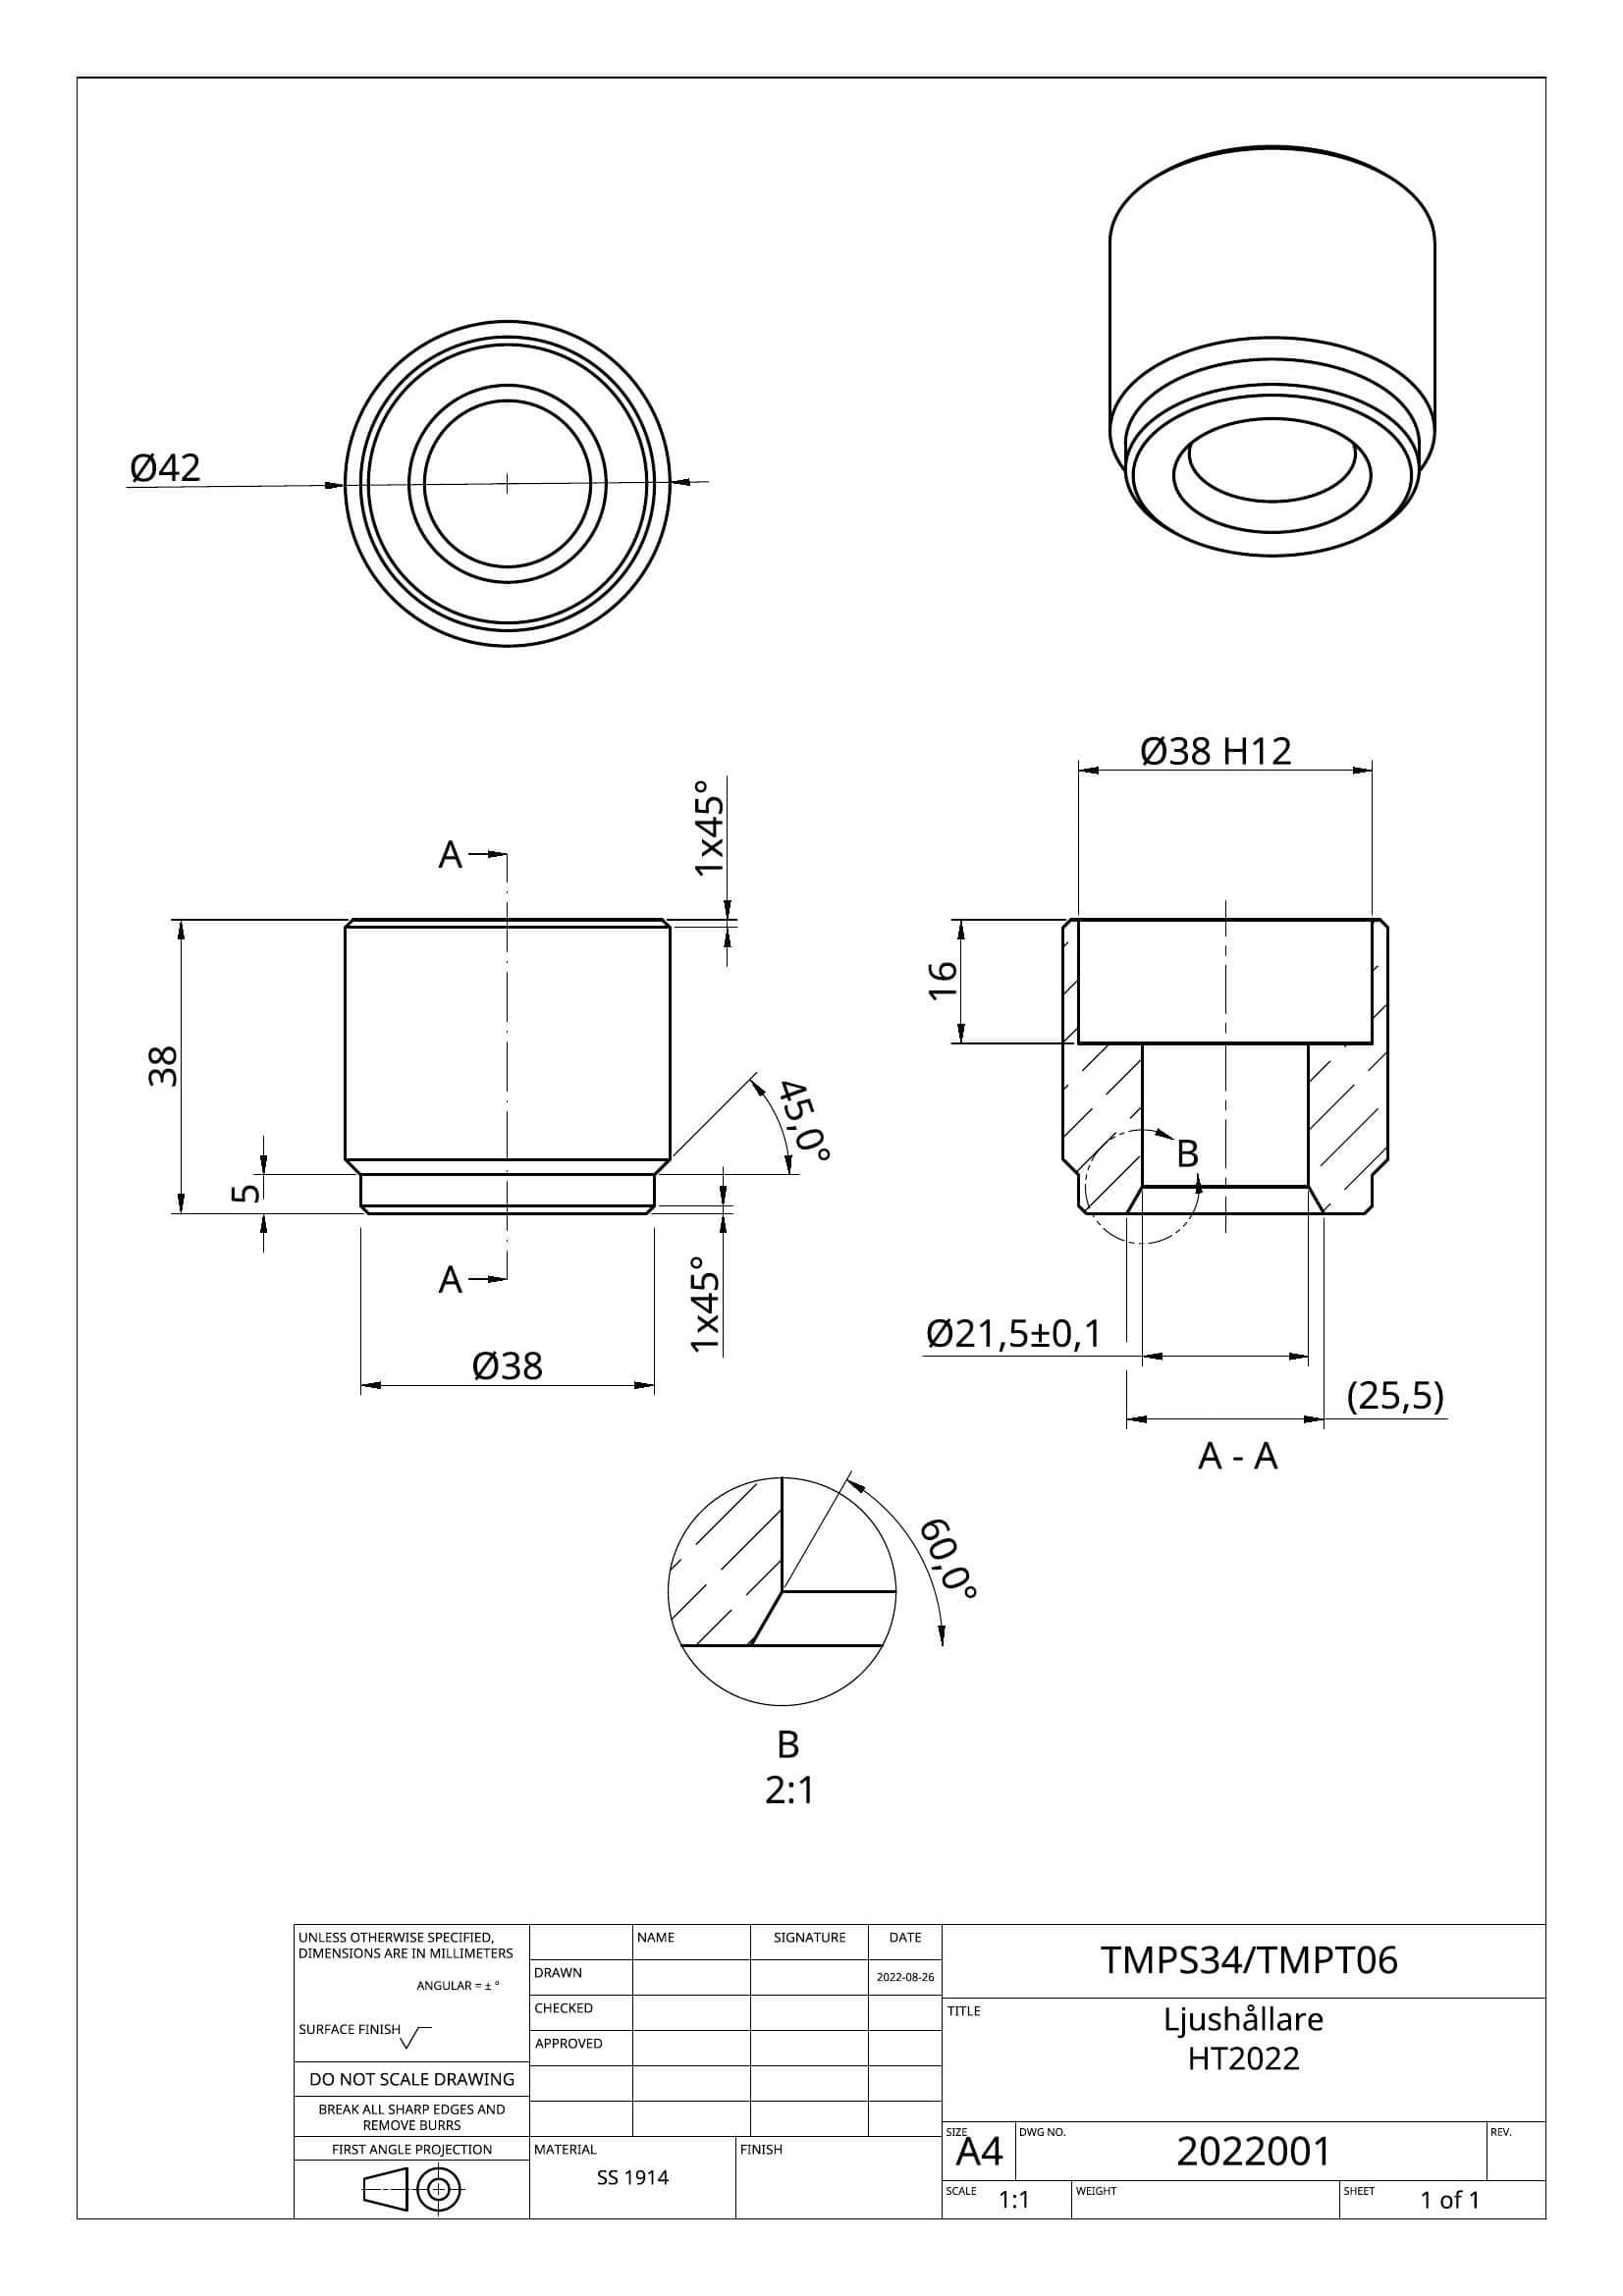 Ø42
Ø38 H12
1x45°
A
16
38
45,0°
B
5
A
1x45°
Ø38
Ø21,5±0,1
(25,5)
A - A
60,0°
B
2:1
UNLESS OTHERWISE SPECIFIED,
DIMENSIONS ARE IN MILLIMETERS
ANGULAR = ± °
SURFACE FINISH
DO NOT SCALE DRAWING
BREAK ALL SHARP EDGES AND
REMOVE BURRS
FIRST ANGLE PROJECTION
NAME SIGNATURE DATE
DRAWN 2022-08-26
CHECKED
APPROVED
MATERIAL
SS 1914
FINISH
TMPS34/TMPT06
TITLE
Ljushållare
HT2022
SIZE
A4
DWG NO.
2022001
REV.
SCALE 1:1
WEIGHT
SHEET 1 of 1